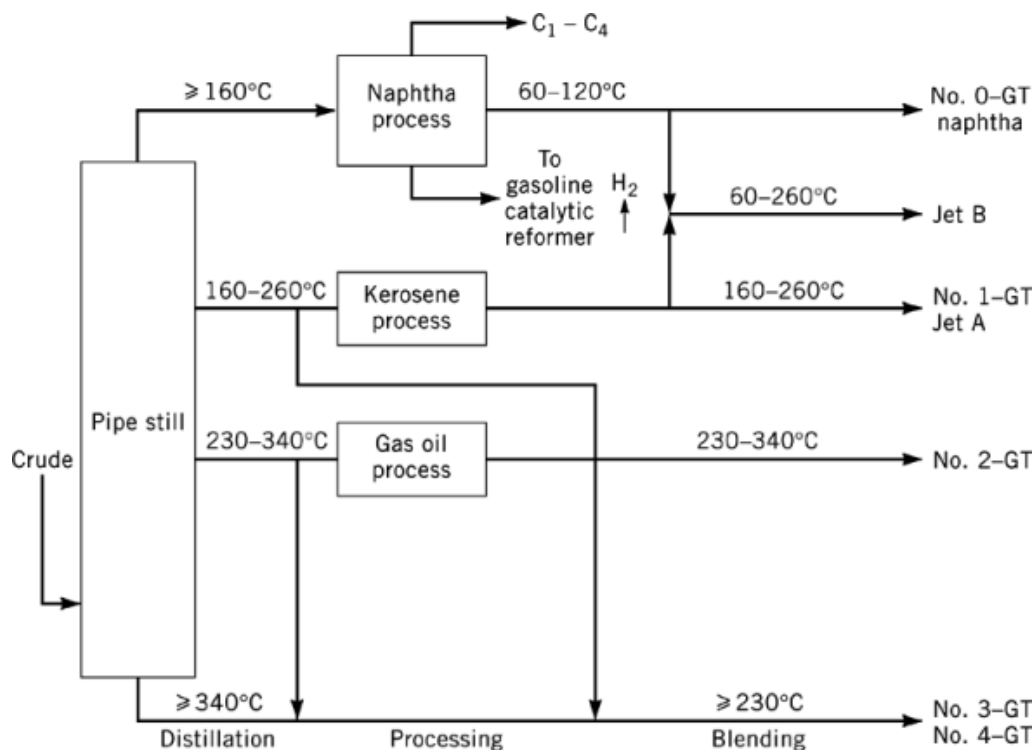 C₁ – C₄
⩾160°C
Naphtha
process
60–120°C
No. 0–GT
naphtha
To
gasoline
catalytic
reformer
H₂
60–260°C
Jet B
160–260°C
Kerosene
process
160–260°C
No. 1–GT
Jet A
Pipe still
Crude
230–340°C
Gas oil
process
230–340°C
No. 2–GT
⩾340°C
⩾230°C
No. 3–GT
No. 4–GT
Distillation
Processing
Blending